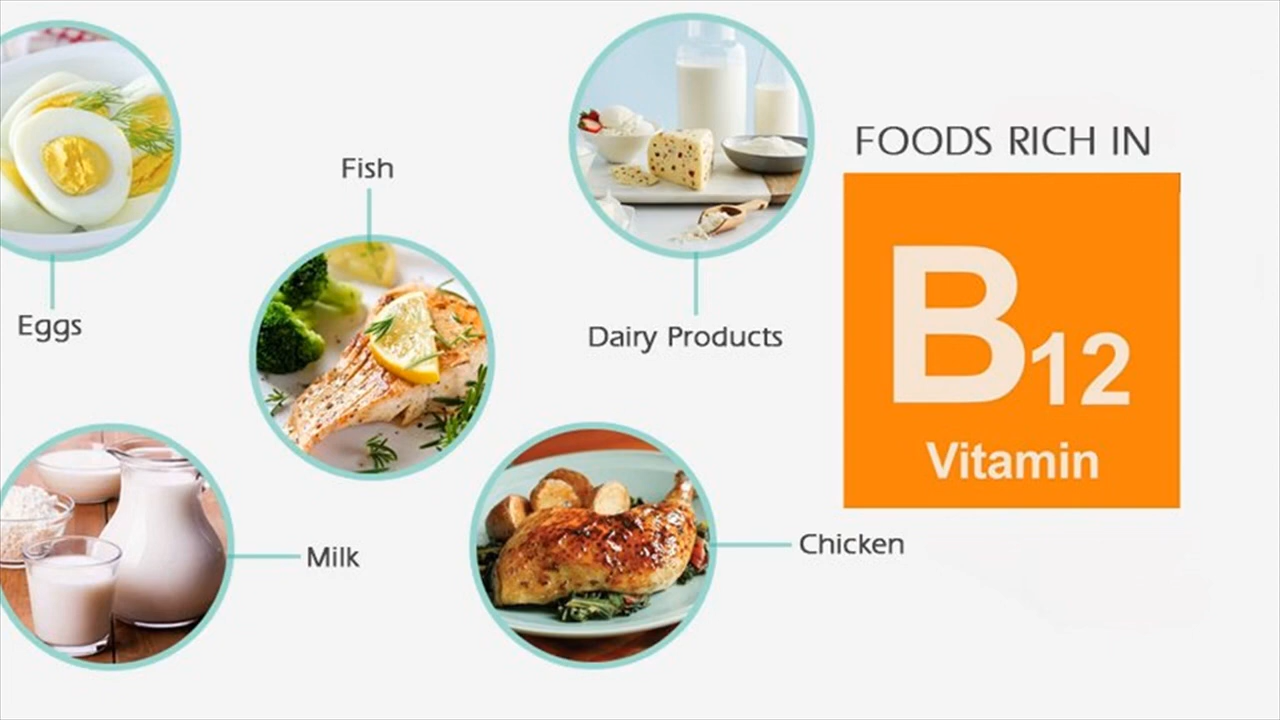 Fish
Eggs
Dairy Products
Milk
Chicken
FOODS RICH IN
B12
Vitamin